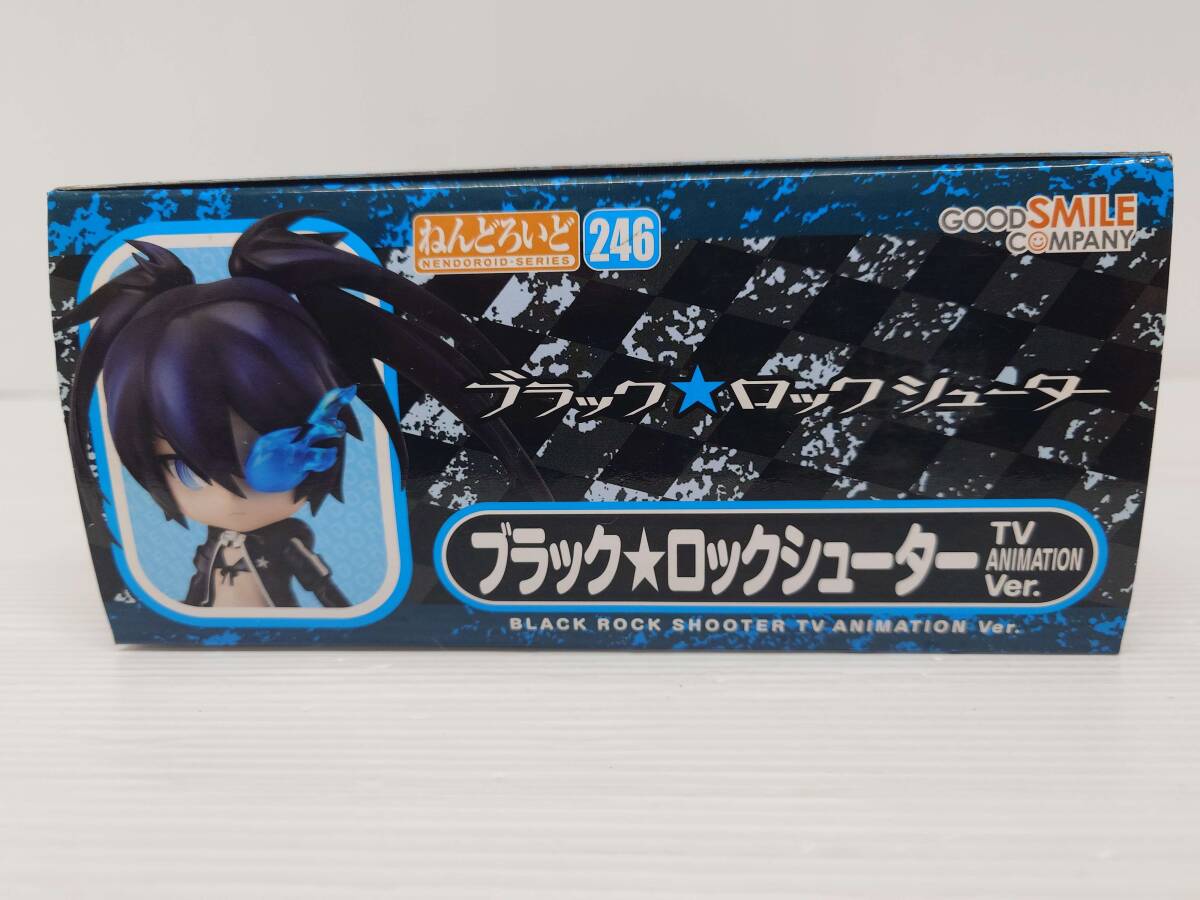 ねんどろいど 246
NENDOROID-SERIES
GOOD SMILE
COMPANY
ブラック★ロックシューター
ブラック★ロックシューター TV ANIMATION Ver.
BLACK ROCK SHOOTER TV ANIMATION Ver.